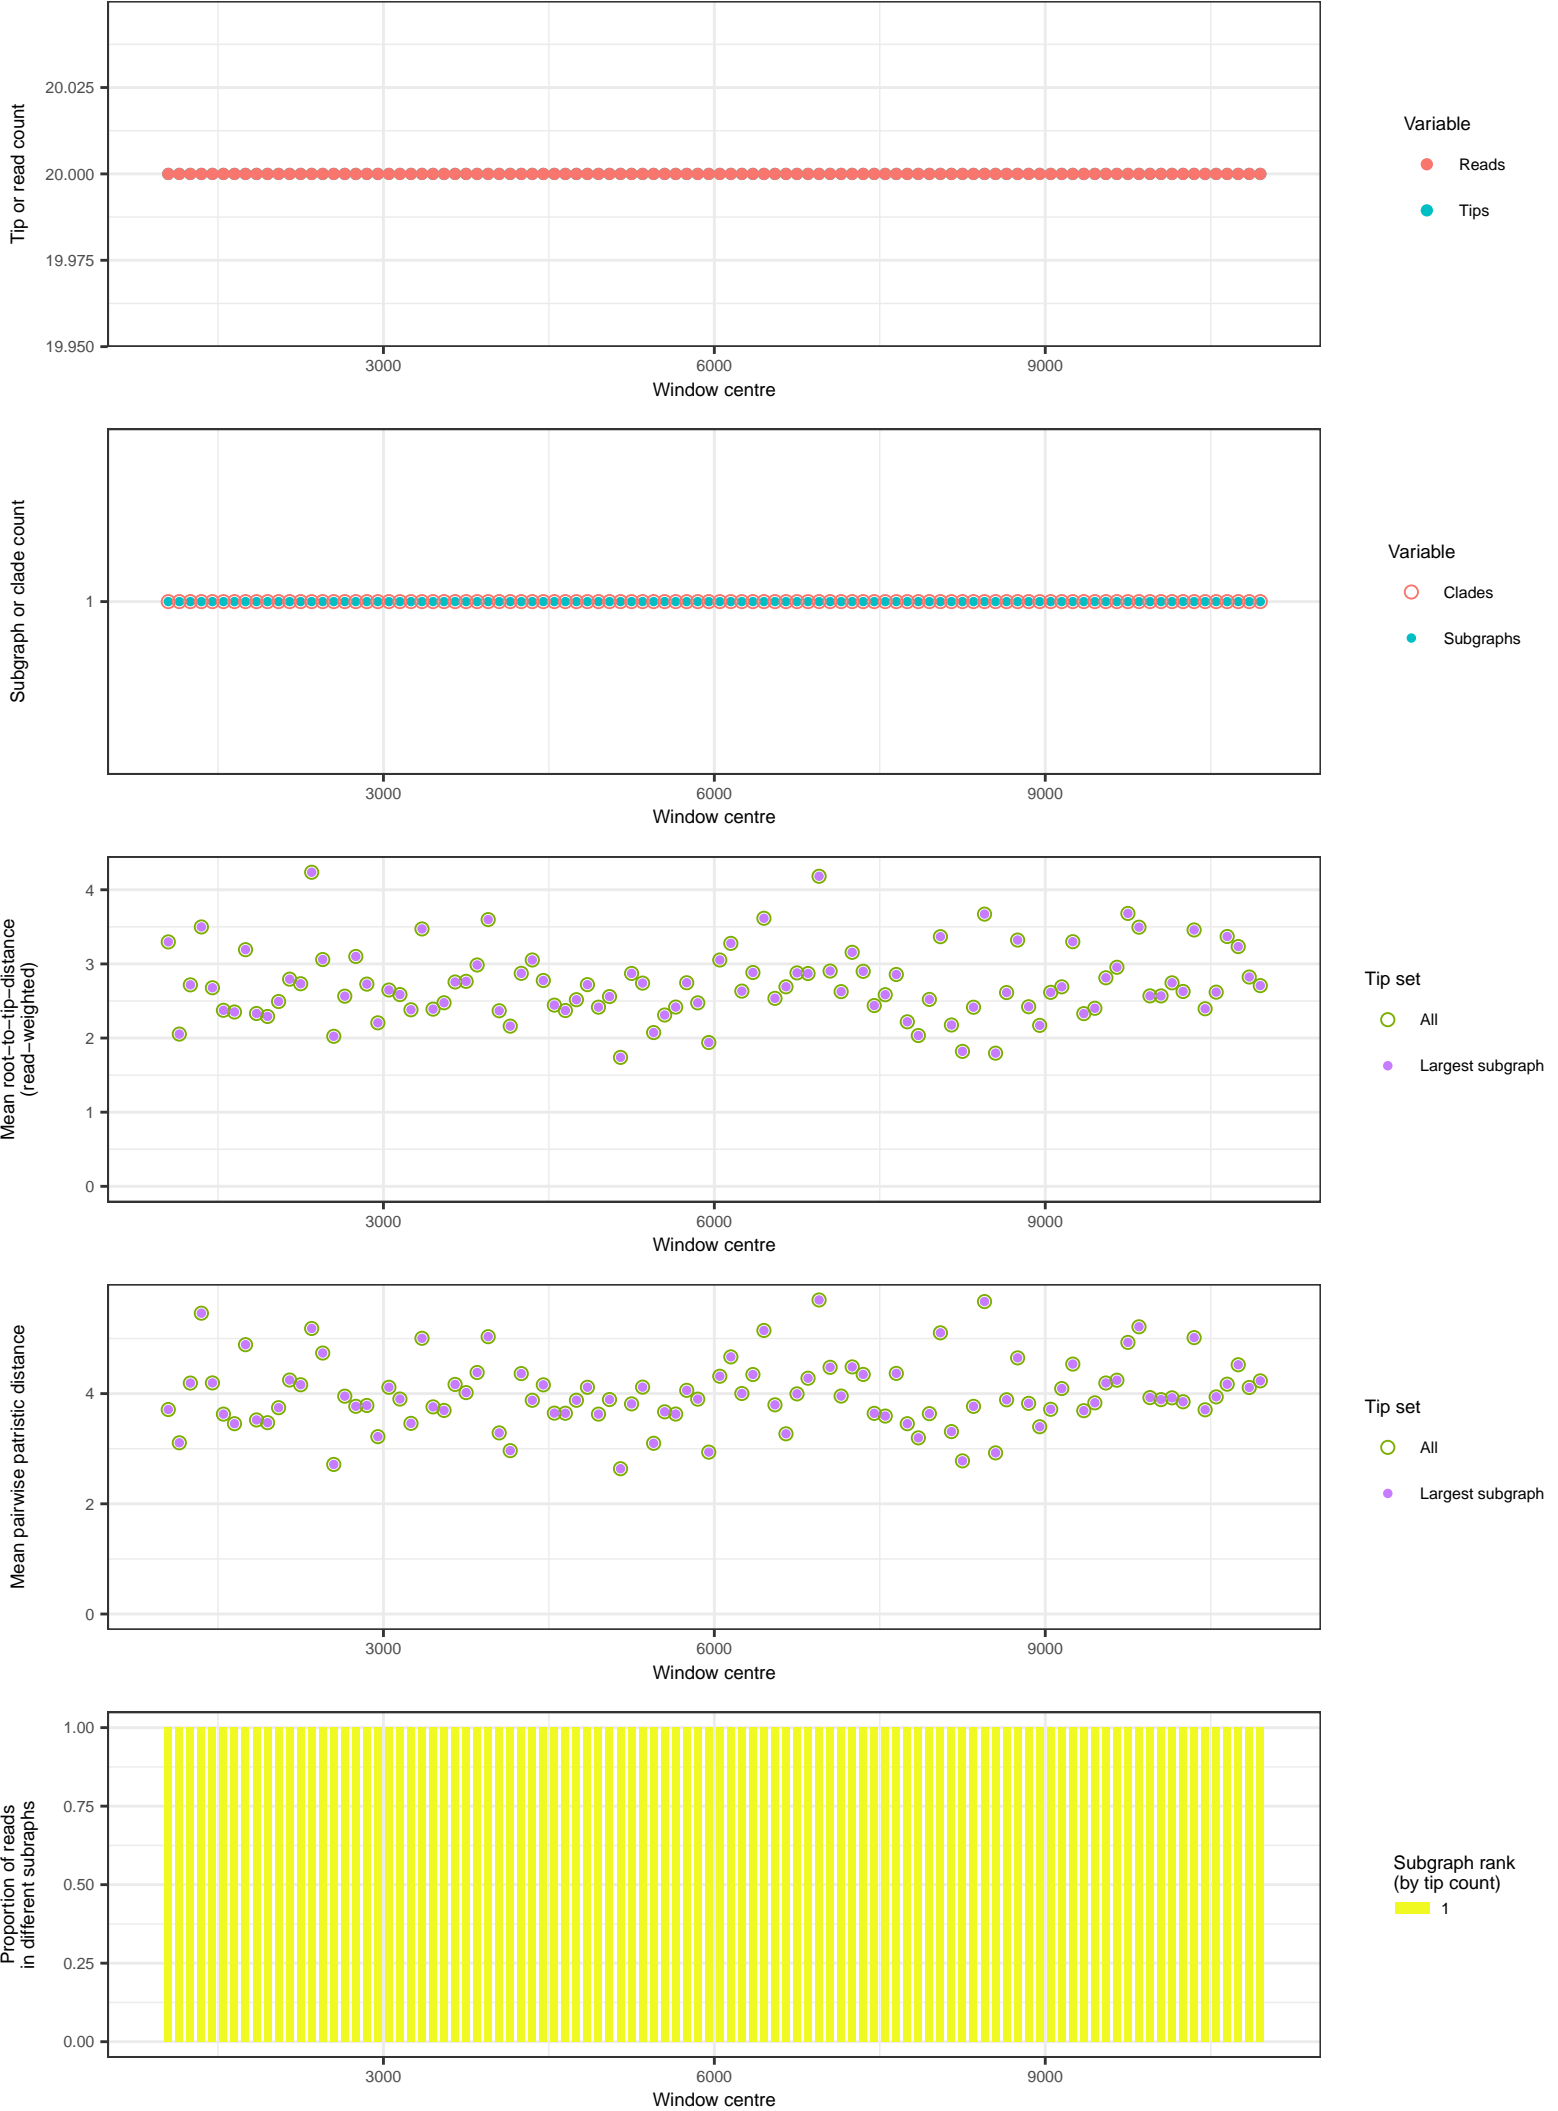 Tip or read count
20.025
20.000
19.975
19.950
3000
6000
9000
Window centre
Variable
Reads
Tips
Subgraph or clade count
1
3000
6000
9000
Window centre
Variable
Clades
Subgraphs
Mean root−to−tip−distance
(read−weighted)
4
3
2
1
0
3000
6000
9000
Window centre
Tip set
All
Largest subgraph
Mean pairwise patristic distance
4
2
0
3000
6000
9000
Window centre
Tip set
All
Largest subgraph
Proportion of reads
in different subraphs
1.00
0.75
0.50
0.25
0.00
3000
6000
9000
Window centre
Subgraph rank
(by tip count)
1